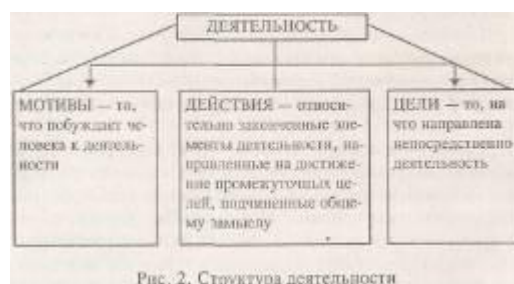 ДЕЯТЕЛЬНОСТЬ
МОТИВЫ — то,
что побуждает че-
ловека к деятель-
ности
ДЕЙСТВИЯ — относи-
тельно законченные эле-
менты деятельности, на-
правленные на достиже-
ние промежуточных це-
лей, подчиненные обще-
му замыслу
ЦЕЛИ — то, на
что направлена
непосредственно
деятельность
Рис. 2. Структура деятельности